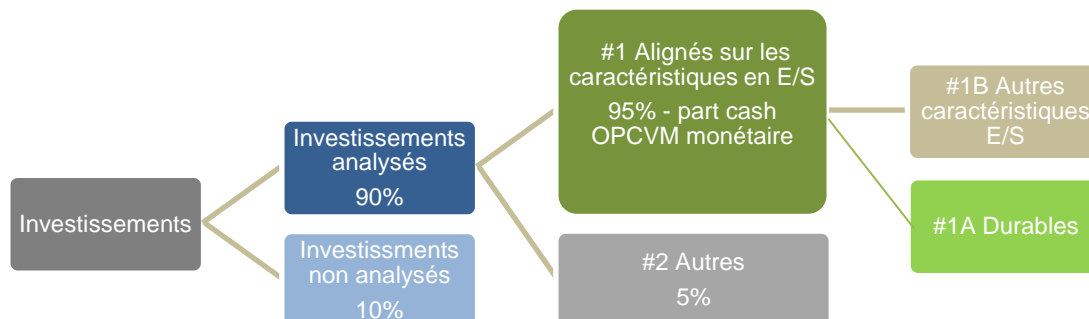 Investissements
Investissements
analysés
90%
Investissments
non analysés
10%
#1 Alignés sur les
caractéristiques en E/S
95% - part cash
OPCVM monétaire
#2 Autres
5%
#1B Autres
caractéristiques
E/S
#1A Durables